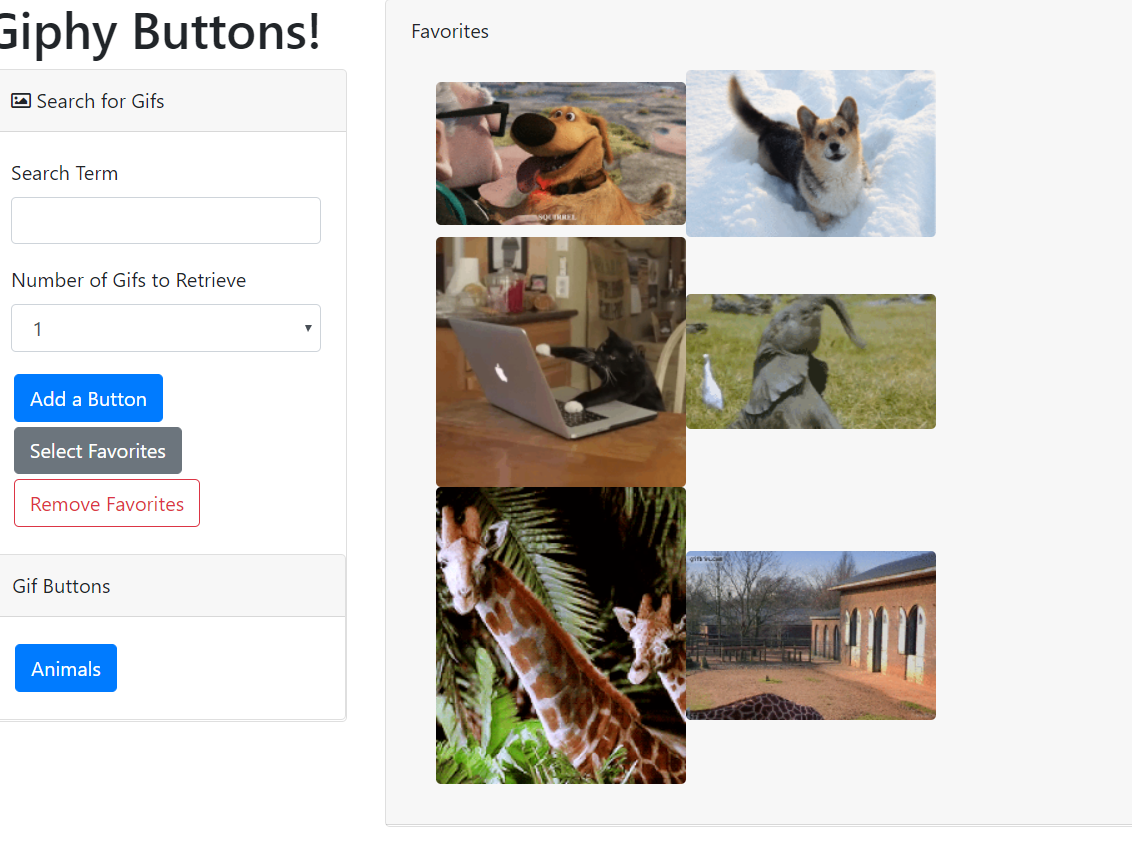 Giphy Buttons!
Search for Gifs
Search Term
Number of Gifs to Retrieve
1
Add a Button
Select Favorites
Remove Favorites
Gif Buttons
Animals
Favorites
SQUIRREL